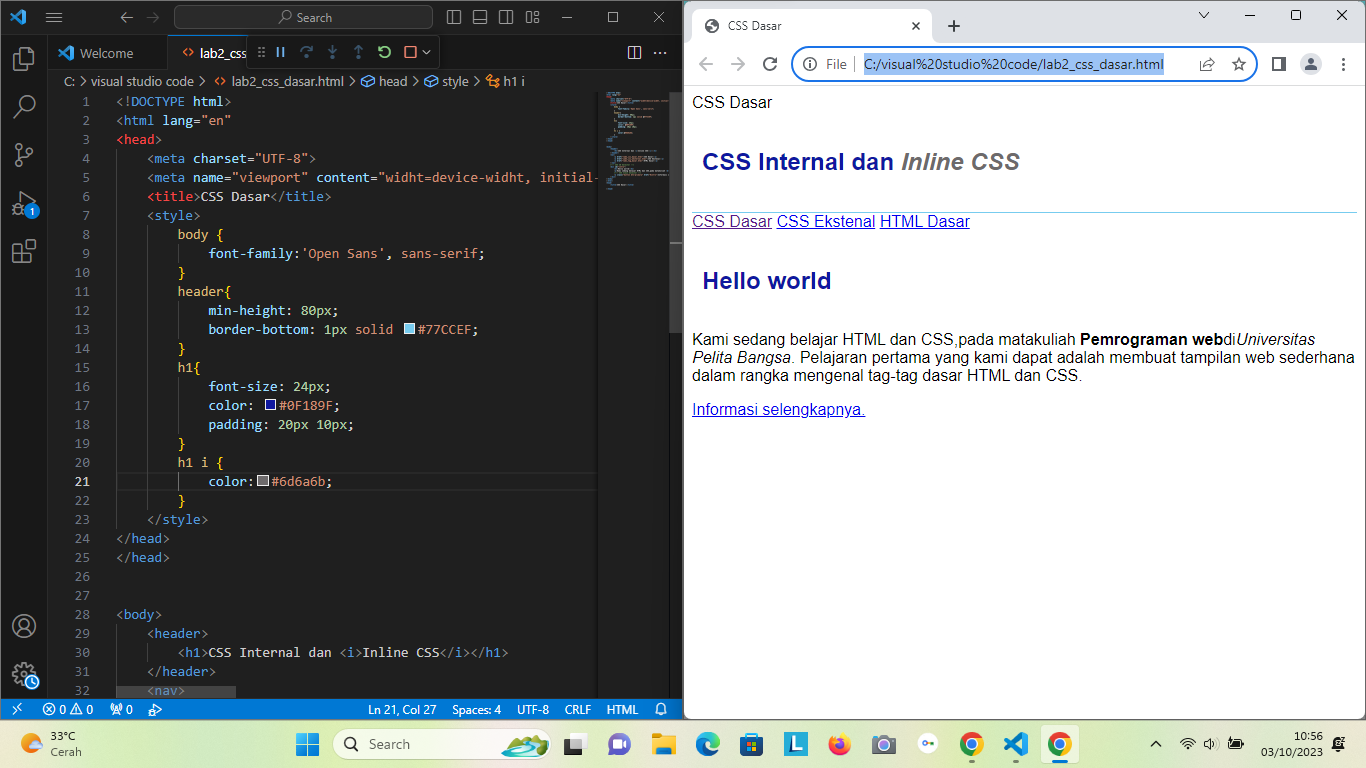 Search
Welcome
lab2_css
C: > visual studio code > lab2_css_dasar.html > head > style > h1 i
1 <!DOCTYPE html>
2 <html lang="en"
3 <head>
4 <meta charset="UTF-8">
5 <meta name="viewport" content="widht=device-widht, initial-
6 <title>CSS Dasar</title>
7 <style>
8 body {
9 font-family:'Open Sans', sans-serif;
10 }
11 header{
12 min-height: 80px;
13 border-bottom: 1px solid #77CCEF;
14 }
15 h1{
16 font-size: 24px;
17 color: #0F189F;
18 padding: 20px 10px;
19 }
20 h1 i {
21 color:#6d6a6b;
22 }
23 </style>
24 </head>
25 </head>
26
27
28 <body>
29 <header>
30 <h1>CSS Internal dan <i>Inline CSS</i></h1>
31 </header>
32 <nav>
1
0 0 0 Ln 21, Col 27 Spaces: 4 UTF-8 CRLF HTML
CSS Dasar
File C:/visual%20studio%20code/lab2_css_dasar.html
CSS Dasar
CSS Internal dan Inline CSS
CSS Dasar CSS Ekstenal HTML Dasar
Hello world
Kami sedang belajar HTML dan CSS,pada matakuliah Pemrograman webdiUniversitas
Pelita Bangsa. Pelajaran pertama yang kami dapat adalah membuat tampilan web sederhana
dalam rangka mengenal tag-tag dasar HTML dan CSS.
Informasi selengkapnya.
33°C
Cerah
Search
L
10:56
03/10/2023